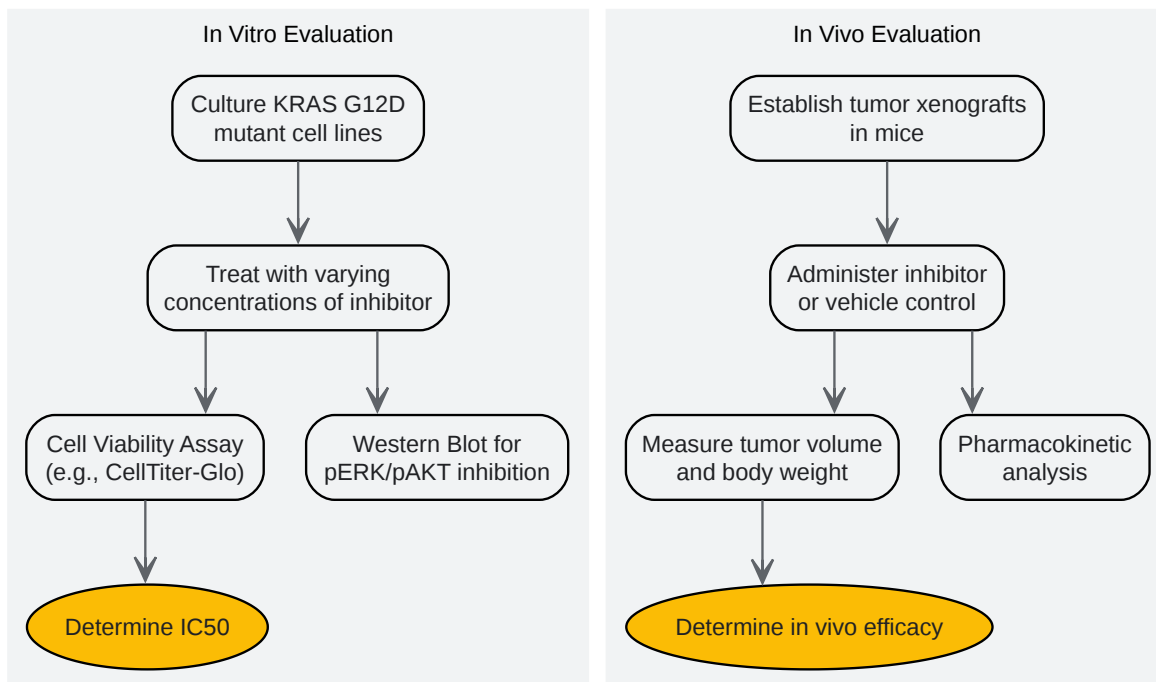 In Vitro Evaluation
Culture KRAS G12D
mutant cell lines
Treat with varying
concentrations of inhibitor
Cell Viability Assay
(e.g., CellTiter-Glo)
Western Blot for
pERK/pAKT inhibition
Determine IC50
In Vivo Evaluation
Establish tumor xenografts
in mice
Administer inhibitor
or vehicle control
Measure tumor volume
and body weight
Pharmacokinetic
analysis
Determine in vivo efficacy